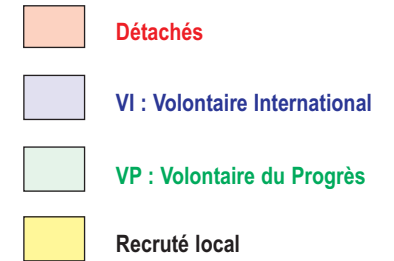 Détachés
VI : Volontaire International
VP : Volontaire du Progrès
Recruté local